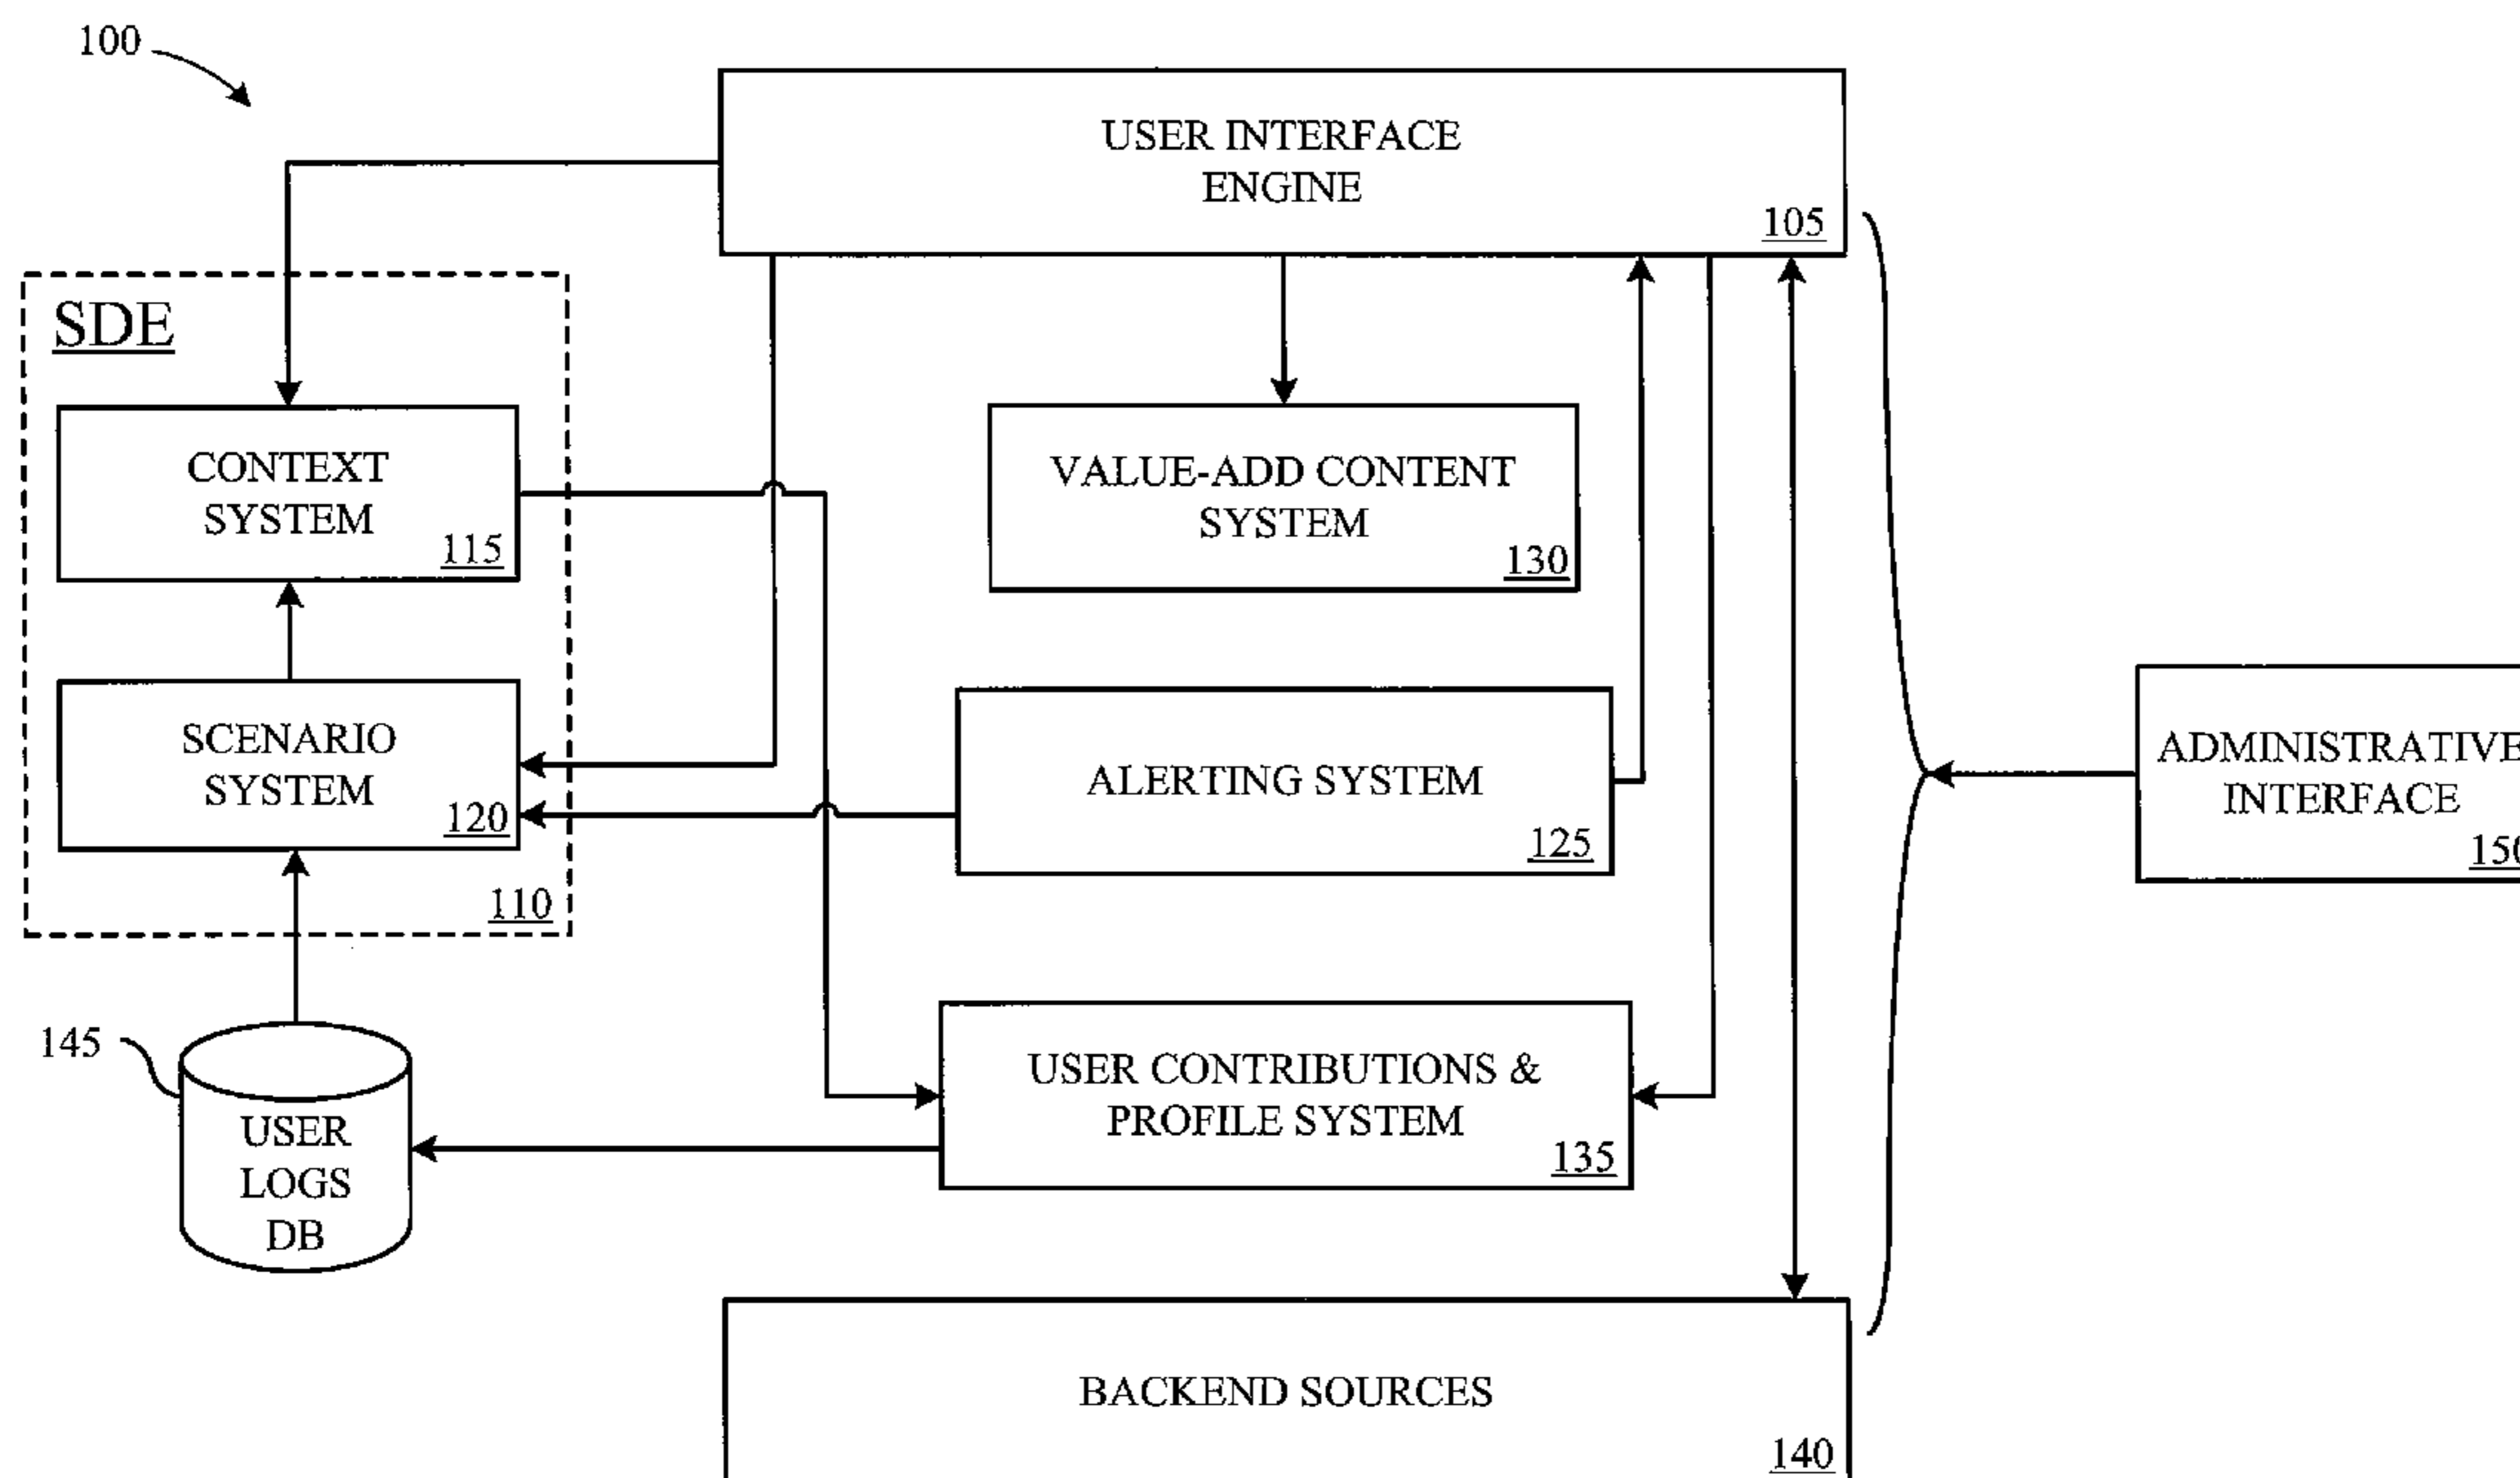 100
USER INTERFACE
ENGINE
105
SDE
CONTEXT
SYSTEM
115
VALUE-ADD CONTENT
SYSTEM
130
SCENARIO
SYSTEM
120
110
ALERTING SYSTEM
125
ADMINISTRATIVE
INTERFACE
150
145
USER
LOGS
DB
USER CONTRIBUTIONS &
PROFILE SYSTEM
135
BACKEND SOURCES
140